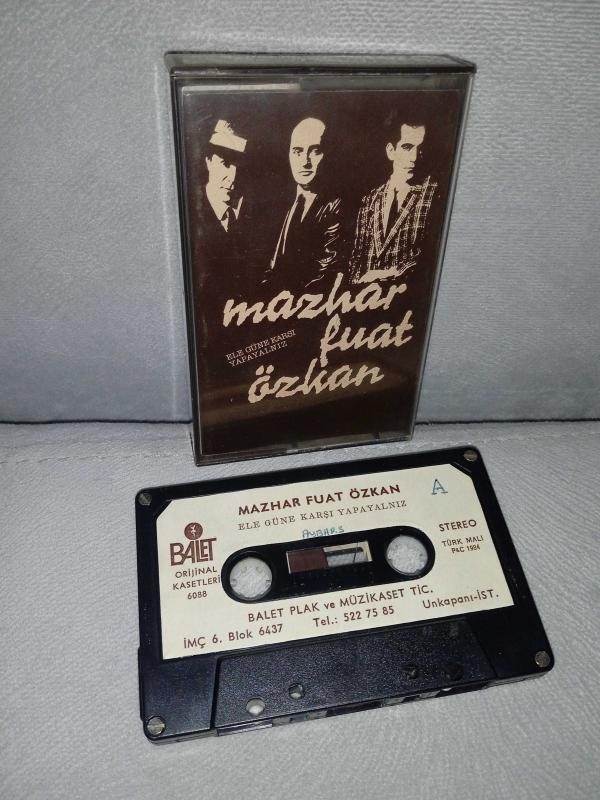 mazhar
fuat
özkan
ELE GÜNE KARŞI
YAPAYALNIZ
MAZHAR FUAT ÖZKAN
A
ELE GÜNE KARŞI YAPAYALNIZ
AYBARS
BALET
ORİJİNAL
KASETLERİ
6088
STEREO
TÜRK MALI
P&C 1984
BALET PLAK ve MÜZİKASET TİC.
İMÇ 6. Blok 6437 Tel.: 522 75 85 Unkapanı-İST.